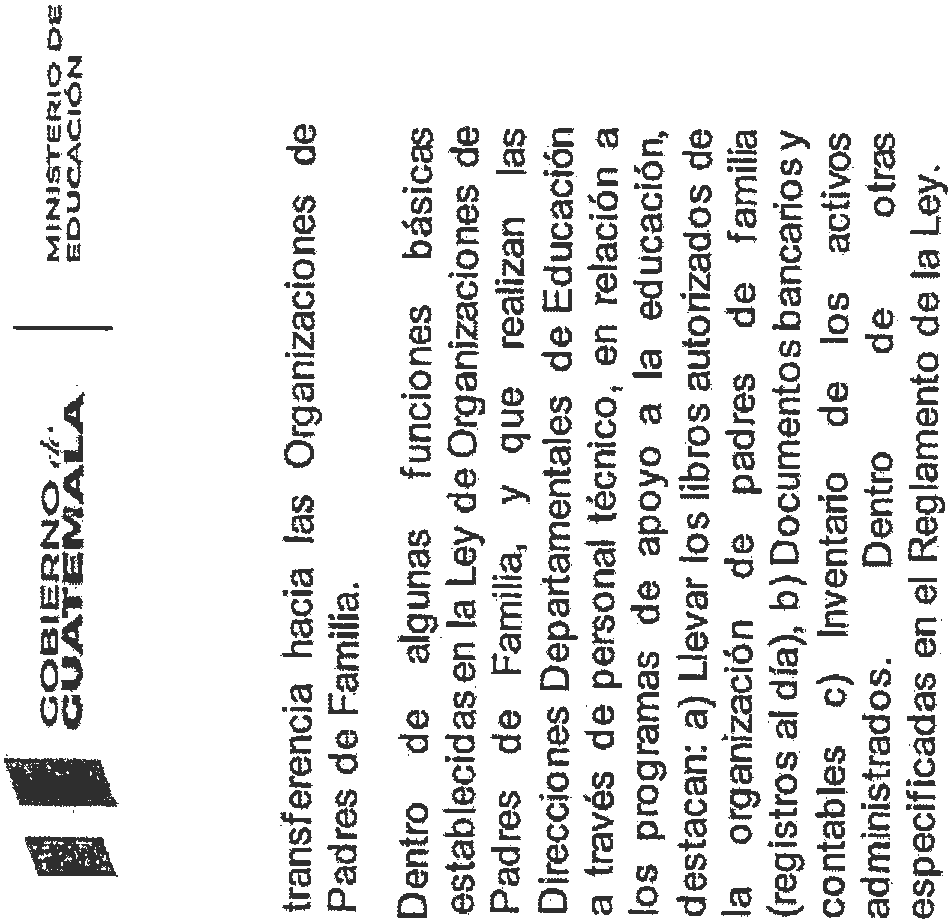 GOBIERNO de
GUATEMALA
MINISTERIO DE
EDUCACIÓN
transferencia hacia las Organizaciones de
Padres de Familia.
Dentro de algunas funciones básicas
establecidas en la Ley de Organizaciones de
Padres de Familia, y que realizan las
Direcciones Departamentales de Educación
a través de personal técnico, en relación a
los programas de apoyo a la educación,
destacan: a) Llevar los libros autorizados de
la organización de padres de familia
(registros al día), b) Documentos bancarios y
contables c) Inventario de los activos
administrados. Dentro de otras
especificadas en el Reglamento de la Ley.